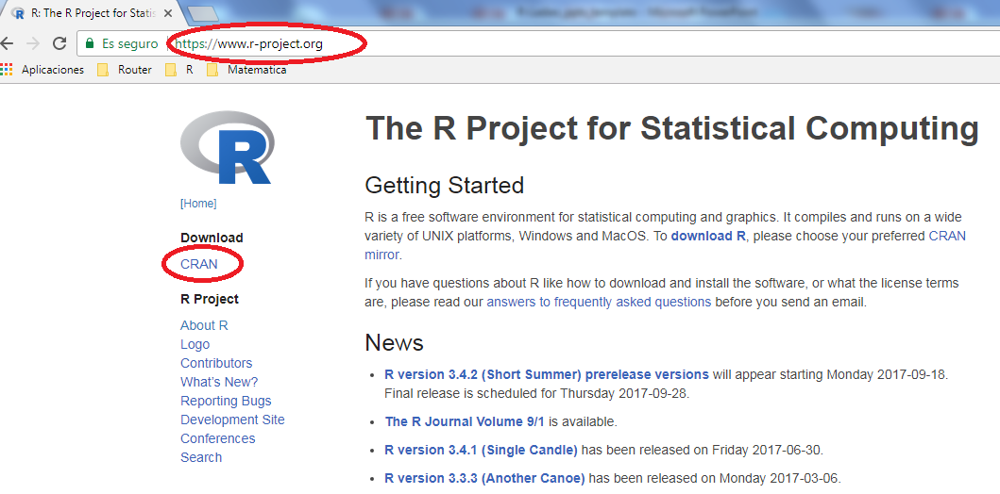 R: The R Project for Statis
Es seguro
https://www.r-project.org
Aplicaciones
Router
R
Matematica
R
[Home]
Download
CRAN
R Project
About R
Logo
Contributors
What's New?
Reporting Bugs
Development Site
Conferences
Search
The R Project for Statistical Computing
Getting Started
R is a free software environment for statistical computing and graphics. It compiles and runs on a wide
variety of UNIX platforms, Windows and MacOS. To download R, please choose your preferred CRAN
mirror.
If you have questions about R like how to download and install the software, or what the license terms
are, please read our answers to frequently asked questions before you send an email.
News
• R version 3.4.2 (Short Summer) prerelease versions will appear starting Monday 2017-09-18.
Final release is scheduled for Thursday 2017-09-28.
• The R Journal Volume 9/1 is available.
• R version 3.4.1 (Single Candle) has been released on Friday 2017-06-30.
• R version 3.3.3 (Another Canoe) has been released on Monday 2017-03-06.